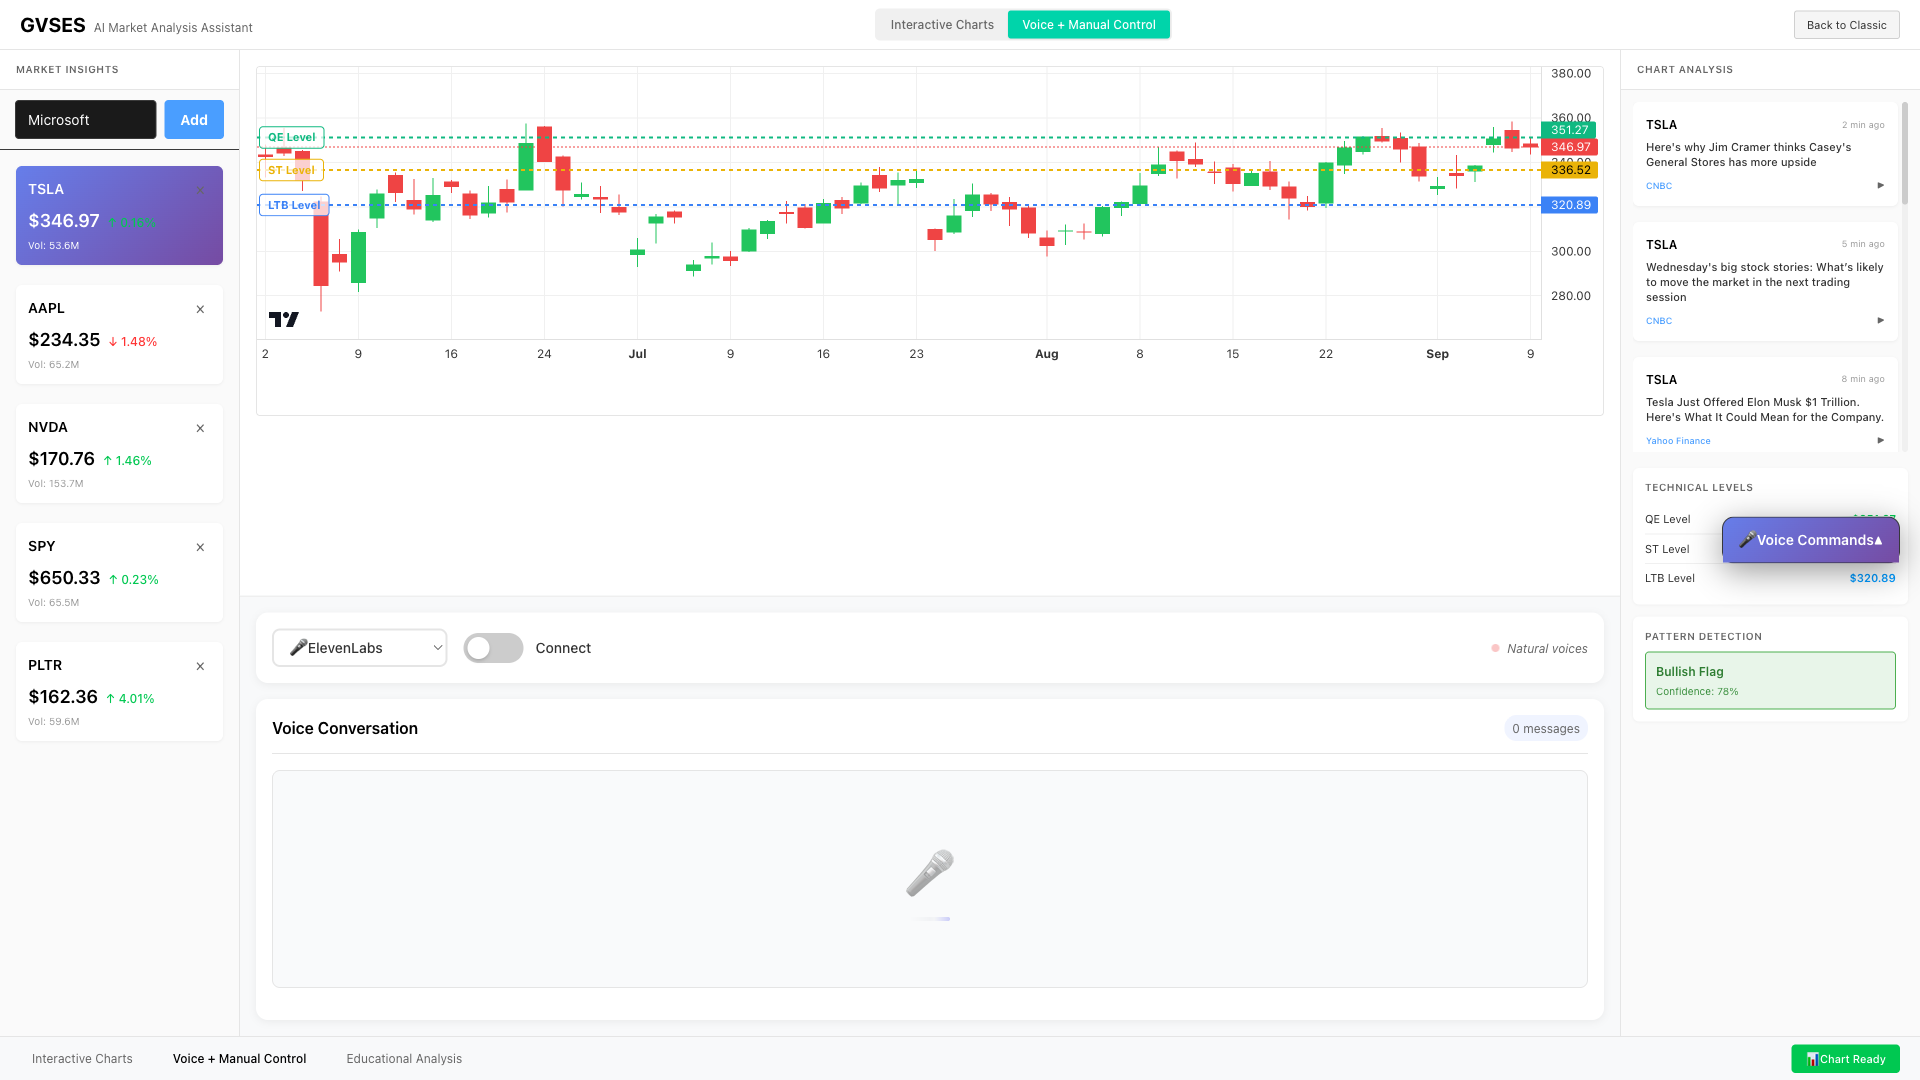 GVSES AI Market Analysis Assistant
Interactive Charts
Voice + Manual Control
Back to Classic
MARKET INSIGHTS
Microsoft
Add
TSLA
×
$346.97 ↑ 0.16%
Vol: 53.6M
AAPL
×
$234.35 ↓ 1.48%
Vol: 65.2M
NVDA
×
$170.76 ↑ 1.46%
Vol: 153.7M
SPY
×
$650.33 ↑ 0.23%
Vol: 65.5M
PLTR
×
$162.36 ↑ 4.01%
Vol: 59.6M
QE Level
ST Level
LTB Level
380.00
360.00
351.27
346.97
340.00
336.52
320.89
300.00
280.00
2 9 16 24 Jul 9 16 23 Aug 8 15 22 Sep 9
🎤ElevenLabs
Connect
Natural voices
Voice Conversation
0 messages
CHART ANALYSIS
TSLA
2 min ago
Here's why Jim Cramer thinks Casey's
General Stores has more upside
CNBC
▶
TSLA
5 min ago
Wednesday's big stock stories: What's likely
to move the market in the next trading
session
CNBC
▶
TSLA
8 min ago
Tesla Just Offered Elon Musk $1 Trillion.
Here's What It Could Mean for the Company.
Yahoo Finance
▶
TECHNICAL LEVELS
QE Level
ST Level
🎤Voice Commands▲
LTB Level
$320.89
PATTERN DETECTION
Bullish Flag
Confidence: 78%
Interactive Charts
Voice + Manual Control
Educational Analysis
📊Chart Ready